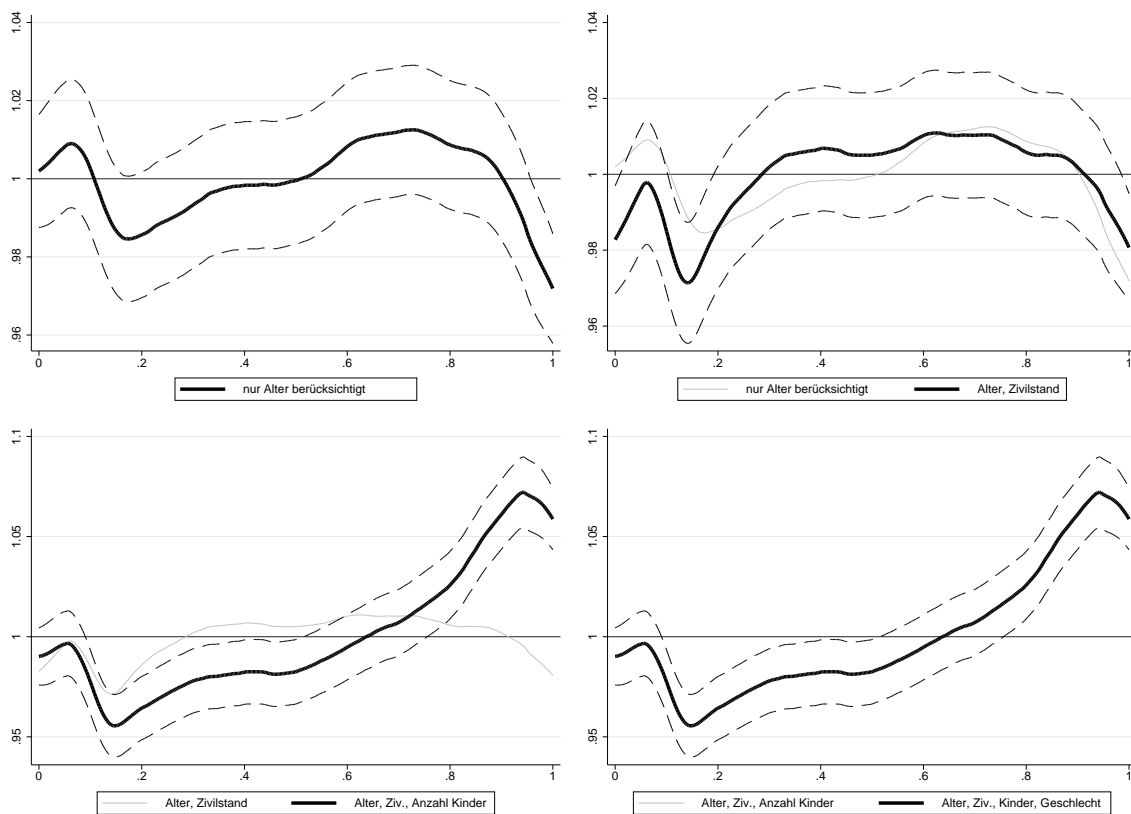 1.04
1.02
1
.98
.96
0 .2 .4 .6 .8 1
nur Alter berücksichtigt
1.04
1.02
1
.98
.96
0 .2 .4 .6 .8 1
nur Alter berücksichtigt Alter, Zivilstand
1.1
1.05
1
.95
0 .2 .4 .6 .8 1
Alter, Zivilstand Alter, Ziv., Anzahl Kinder
1.1
1.05
1
.95
0 .2 .4 .6 .8 1
Alter, Ziv., Anzahl Kinder Alter, Ziv., Kinder, Geschlecht